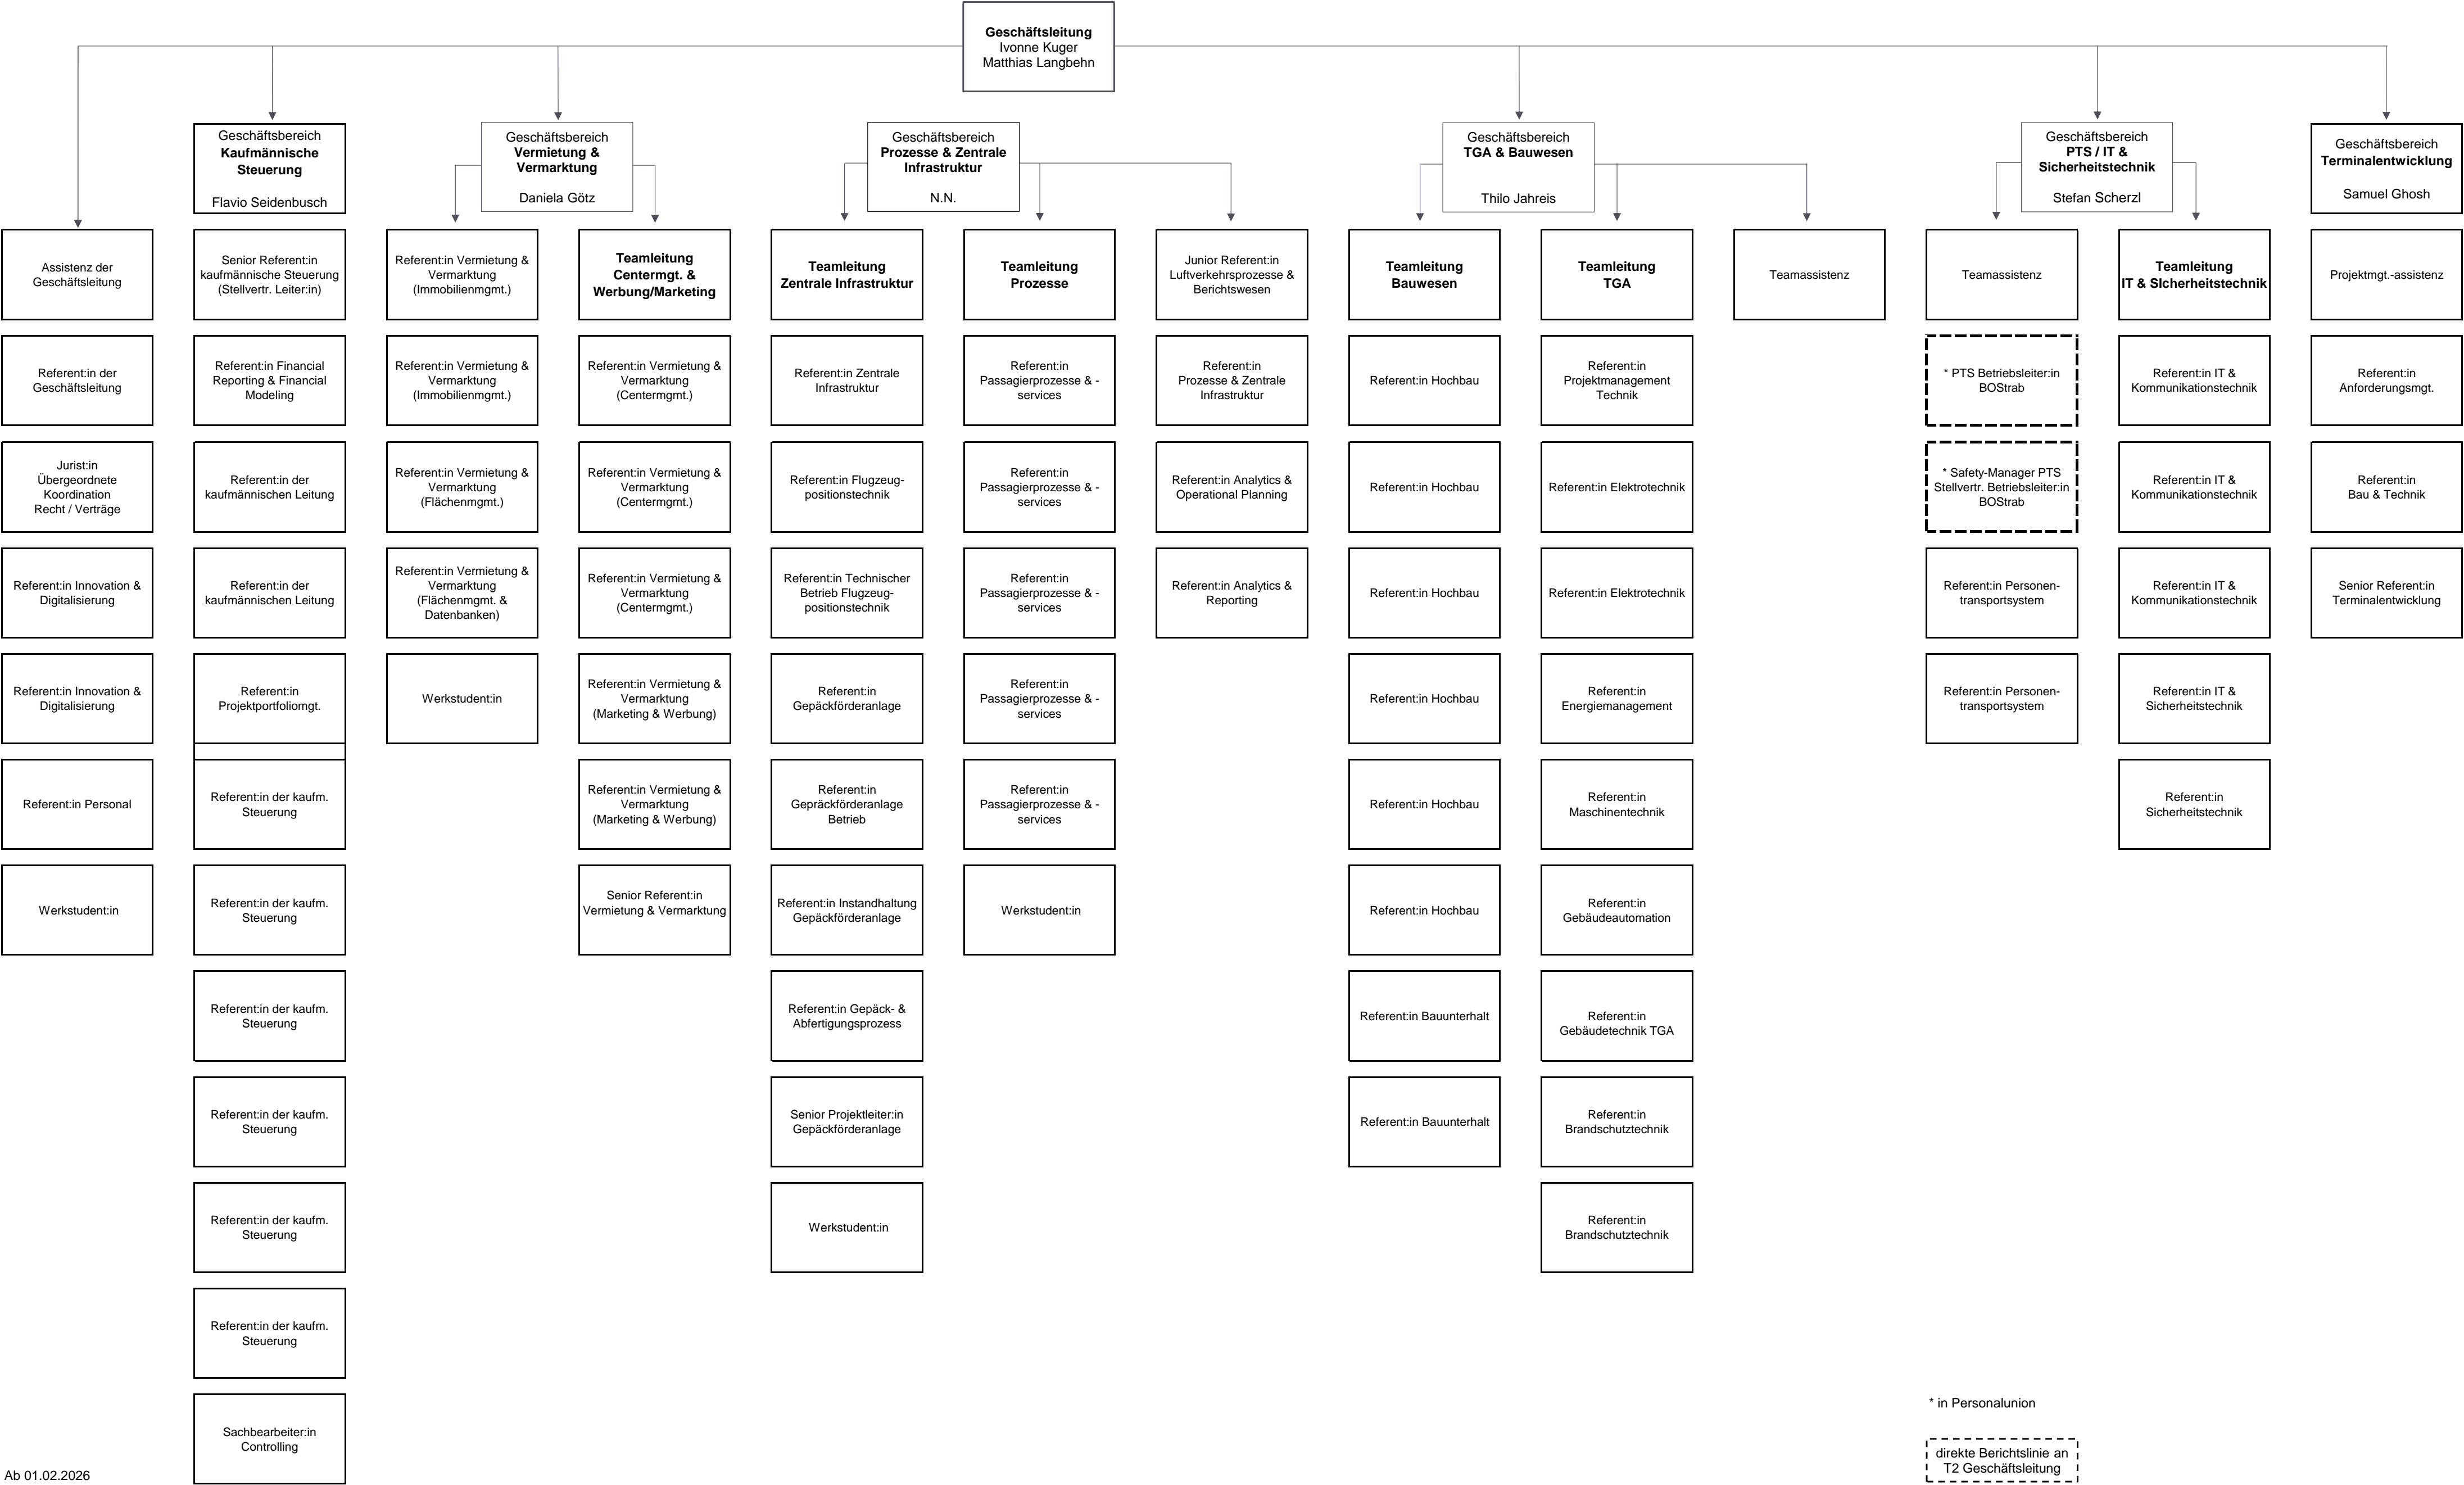 Geschäftsleitung
Ivonne Kuger
Matthias Langbehn
Geschäftsbereich
Kaufmännische
Steuerung
Flavio Seidenbusch
Geschäftsbereich
Vermietung &
Vermarktung
Daniela Götz
Geschäftsbereich
Prozesse & Zentrale
Infrastruktur
N.N.
Geschäftsbereich
TGA & Bauwesen
Thilo Jahreis
Geschäftsbereich
PTS / IT &
Sicherheitstechnik
Stefan Scherzl
Geschäftsbereich
Terminalentwicklung
Samuel Ghosh
Assistenz der
Geschäftsleitung
Referent:in der
Geschäftsleitung
Jurist:in
Übergeordnete
Koordination
Recht / Verträge
Referent:in Innovation &
Digitalisierung
Referent:in Innovation &
Digitalisierung
Referent:in Personal
Werkstudent:in
Senior Referent:in
kaufmännische Steuerung
(Stellvertr. Leiter:in)
Referent:in Financial
Reporting & Financial
Modeling
Referent:in der
kaufmännischen Leitung
Referent:in der
kaufmännischen Leitung
Referent:in
Projektportfoliomgt.
Referent:in der kaufm.
Steuerung
Referent:in der kaufm.
Steuerung
Referent:in der kaufm.
Steuerung
Referent:in der kaufm.
Steuerung
Referent:in der kaufm.
Steuerung
Referent:in der kaufm.
Steuerung
Sachbearbeiter:in
Controlling
Referent:in Vermietung &
Vermarktung
(Immobilienmgmt.)
Referent:in Vermietung &
Vermarktung
(Immobilienmgmt.)
Referent:in Vermietung &
Vermarktung
(Flächenmgmt.)
Referent:in Vermietung &
Vermarktung
(Flächenmgmt. &
Datenbanken)
Werkstudent:in
Teamleitung
Centermgt. &
Werbung/Marketing
Referent:in Vermietung &
Vermarktung
(Centermgmt.)
Referent:in Vermietung &
Vermarktung
(Centermgmt.)
Referent:in Vermietung &
Vermarktung
(Centermgmt.)
Referent:in Vermietung &
Vermarktung
(Marketing & Werbung)
Referent:in Vermietung &
Vermarktung
(Marketing & Werbung)
Senior Referent:in
Vermietung & Vermarktung
Teamleitung
Zentrale Infrastruktur
Referent:in Zentrale
Infrastruktur
Referent:in Flugzeug-
positionstechnik
Referent:in Technischer
Betrieb Flugzeug-
positionstechnik
Referent:in
Gepäckförderanlage
Referent:in
Gepräckförderanlage
Betrieb
Referent:in Instandhaltung
Gepäckförderanlage
Referent:in Gepäck- &
Abfertigungsprozess
Senior Projektleiter:in
Gepäckförderanlage
Werkstudent:in
Teamleitung
Prozesse
Referent:in
Passagierprozesse & -
services
Referent:in
Passagierprozesse & -
services
Referent:in
Passagierprozesse & -
services
Referent:in
Passagierprozesse & -
services
Referent:in
Passagierprozesse & -
services
Werkstudent:in
Junior Referent:in
Luftverkehrsprozesse &
Berichtswesen
Referent:in
Prozesse & Zentrale
Infrastruktur
Referent:in Analytics &
Operational Planning
Referent:in Analytics &
Reporting
Teamleitung
Bauwesen
Referent:in Hochbau
Referent:in Hochbau
Referent:in Hochbau
Referent:in Hochbau
Referent:in Hochbau
Referent:in Hochbau
Referent:in Bauunterhalt
Referent:in Bauunterhalt
Teamleitung
TGA
Referent:in
Projektmanagement
Technik
Referent:in Elektrotechnik
Referent:in Elektrotechnik
Referent:in
Energiemanagement
Referent:in
Maschinentechnik
Referent:in
Gebäudeautomation
Referent:in
Gebäudetechnik TGA
Referent:in
Brandschutztechnik
Referent:in
Brandschutztechnik
Teamassistenz
Teamassistenz
* PTS Betriebsleiter:in
BOStrab
* Safety-Manager PTS
Stellvertr. Betriebsleiter:in
BOStrab
Referent:in Personen-
transportsystem
Referent:in Personen-
transportsystem
Teamleitung
IT & SIcherheitstechnik
Referent:in IT &
Kommunikationstechnik
Referent:in IT &
Kommunikationstechnik
Referent:in IT &
Kommunikationstechnik
Referent:in IT &
Sicherheitstechnik
Referent:in
Sicherheitstechnik
Projektmgt.-assistenz
Referent:in
Anforderungsmgt.
Referent:in
Bau & Technik
Senior Referent:in
Terminalentwicklung
* in Personalunion
direkte Berichtslinie an
T2 Geschäftsleitung
Ab 01.02.2026